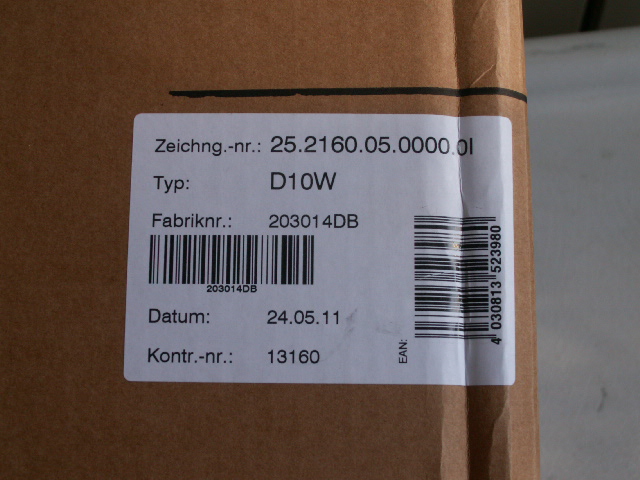 Zeichng.-nr.: 25.2160.05.0000.0I
Typ: D10W
Fabriknr.: 203014DB
203014DB
Datum: 24.05.11
Kontr.-nr.: 13160
EAN:
4 030813 523980